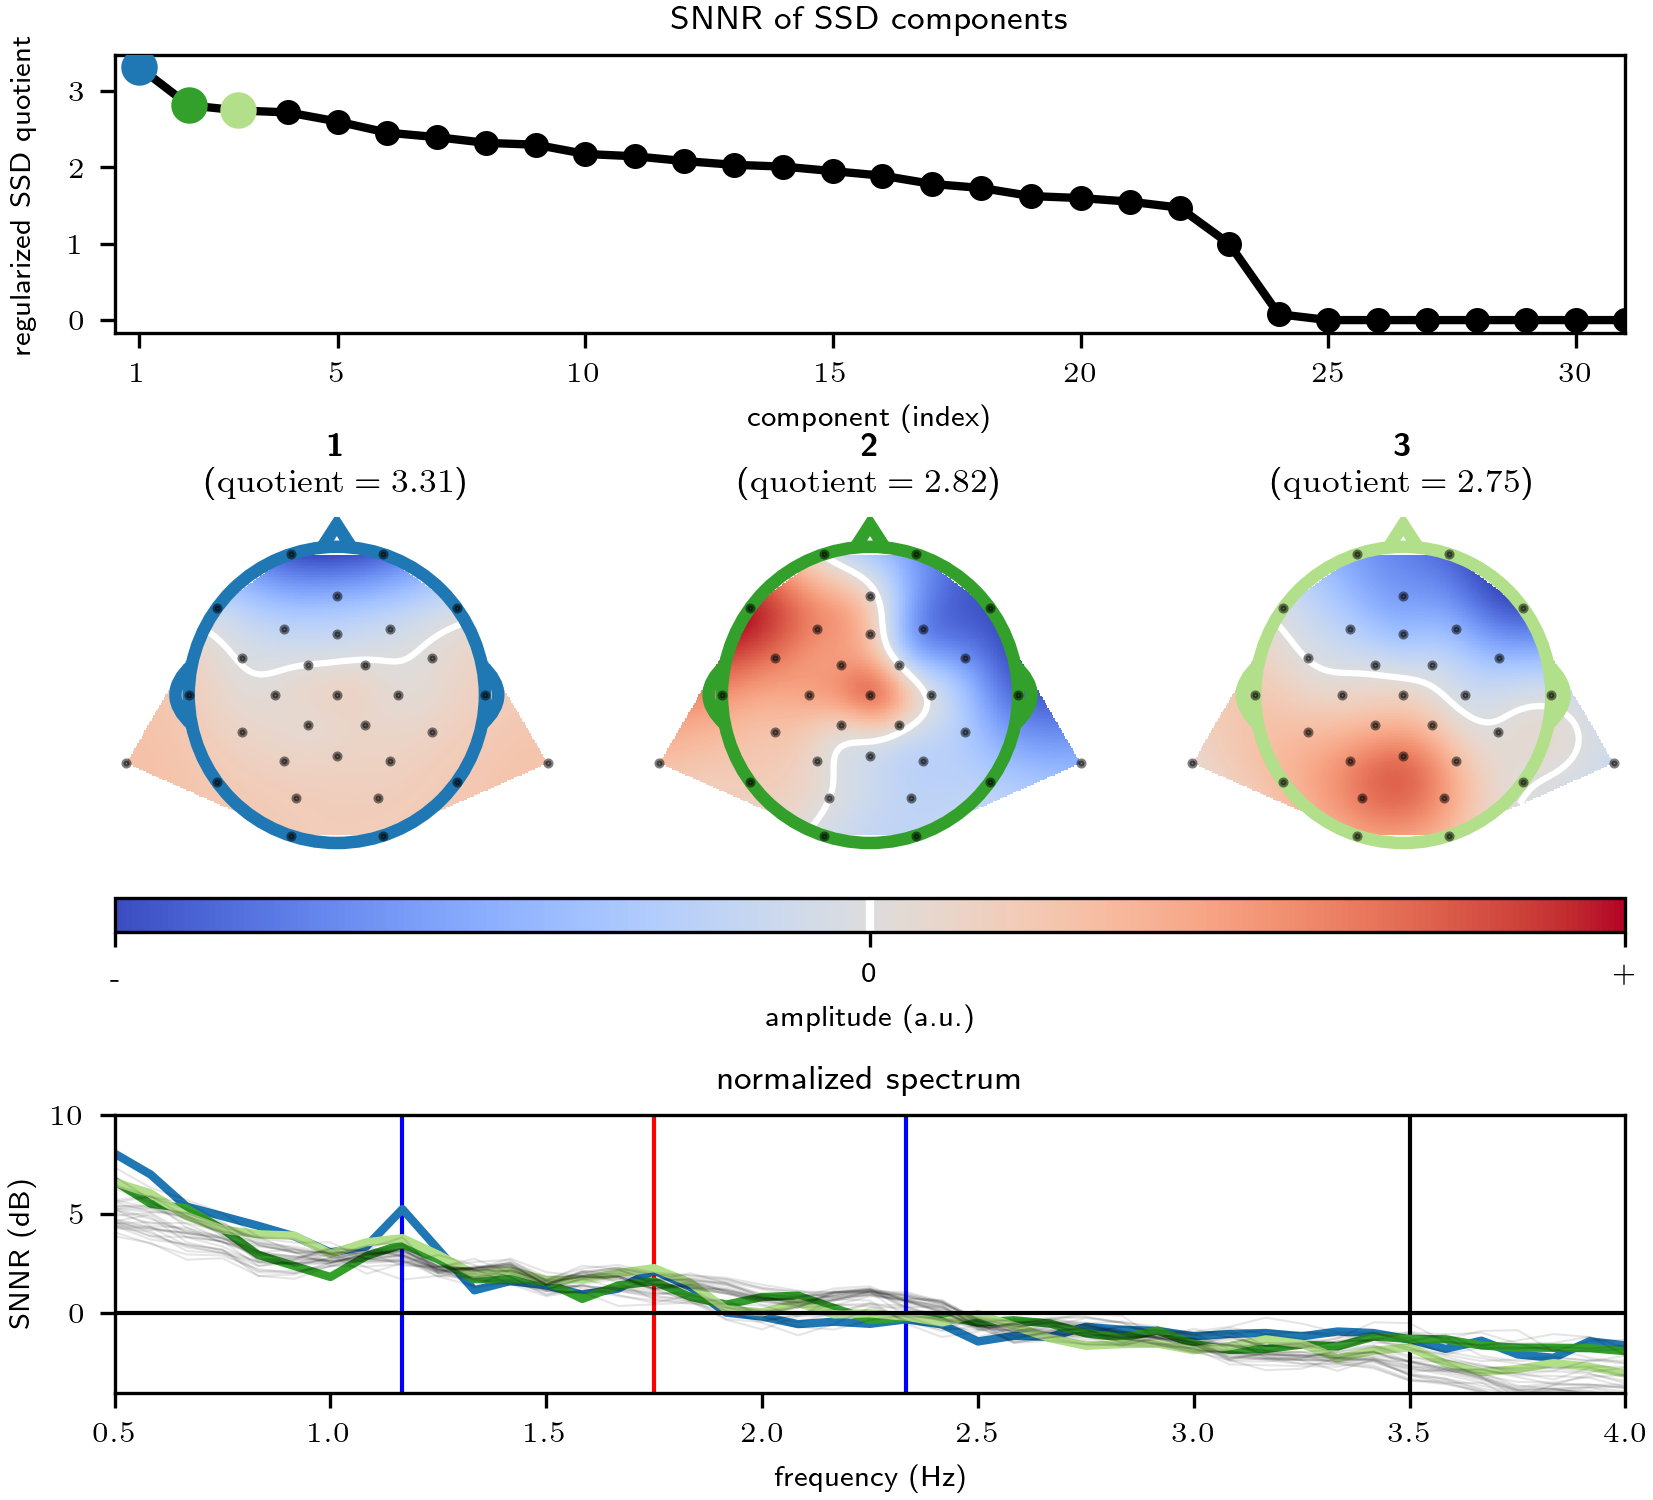 SNNR of SSD components
regularized SSD quotient
3
2
1
0
1 5 10 15 20 25 30
component (index)
1 2 3
(quotient = 3.31) (quotient = 2.82) (quotient = 2.75)
- 0 +
amplitude (a.u.)
normalized spectrum
SNNR (dB)
10
5
0
0.5 1.0 1.5 2.0 2.5 3.0 3.5 4.0
frequency (Hz)